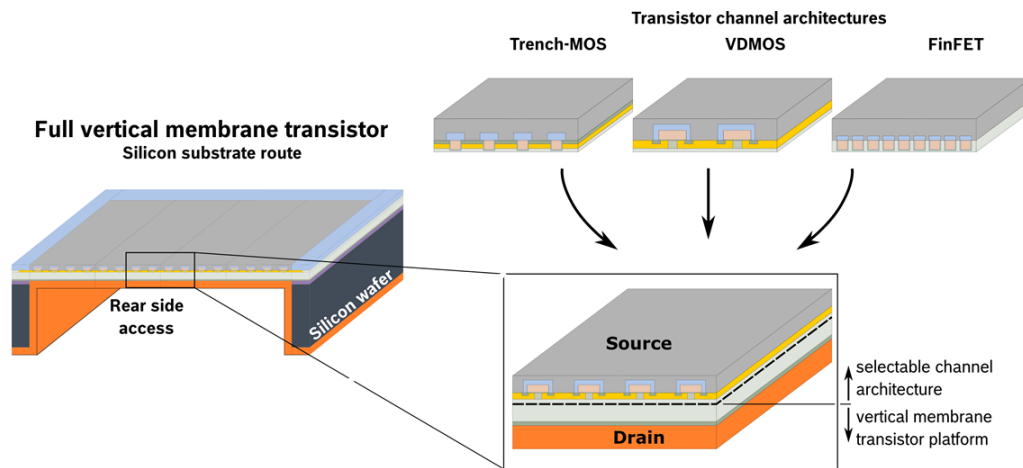 Transistor channel architectures
Trench-MOS
VDMOS
FinFET
Full vertical membrane transistor
Silicon substrate route
Rear side
access
Silicon wafer
Source
Drain
selectable channel
architecture
vertical membrane
transistor platform